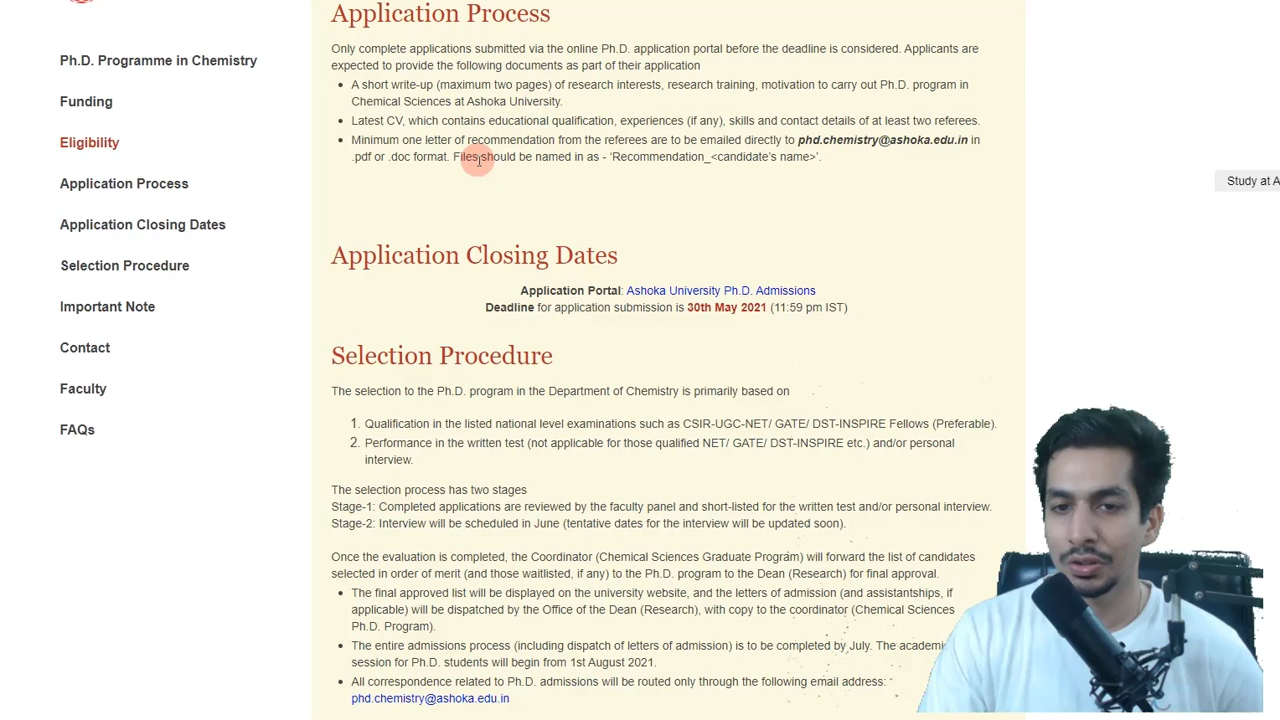 Application Process
Ph.D. Programme in Chemistry
Funding
Eligibility
Application Process
Application Closing Dates
Selection Procedure
Important Note
Contact
Faculty
FAQs
Only complete applications submitted via the online Ph.D. application portal before the deadline is considered. Applicants are
expected to provide the following documents as part of their application
• A short write-up (maximum two pages) of research interests, research training, motivation to carry out Ph.D. program in
Chemical Sciences at Ashoka University.
• Latest CV, which contains educational qualification, experiences (if any), skills and contact details of at least two referees.
• Minimum one letter of recommendation from the referees are to be emailed directly to phd.chemistry@ashoka.edu.in in
.pdf or .doc format. Files should be named in as - ‘Recommendation_<candidate’s name>’.
Study at A
Application Closing Dates
Application Portal: Ashoka University Ph.D. Admissions
Deadline for application submission is 30th May 2021 (11:59 pm IST)
Selection Procedure
The selection to the Ph.D. program in the Department of Chemistry is primarily based on
1. Qualification in the listed national level examinations such as CSIR-UGC-NET/ GATE/ DST-INSPIRE Fellows (Preferable).
2. Performance in the written test (not applicable for those qualified NET/ GATE/ DST-INSPIRE etc.) and/or personal
interview.
The selection process has two stages
Stage-1: Completed applications are reviewed by the faculty panel and short-listed for the written test and/or personal interview.
Stage-2: Interview will be scheduled in June (tentative dates for the interview will be updated soon).
Once the evaluation is completed, the Coordinator (Chemical Sciences Graduate Program) will forward the list of candidates
selected in order of merit (and those waitlisted, if any) to the Ph.D. program to the Dean (Research) for final approval.
• The final approved list will be displayed on the university website, and the letters of admission (and assistantships, if
applicable) will be dispatched by the Office of the Dean (Research), with copy to the coordinator (Chemical Sciences
Ph.D. Program).
• The entire admissions process (including dispatch of letters of admission) is to be completed by July. The academi
session for Ph.D. students will begin from 1st August 2021.
• All correspondence related to Ph.D. admissions will be routed only through the following email address:
phd.chemistry@ashoka.edu.in